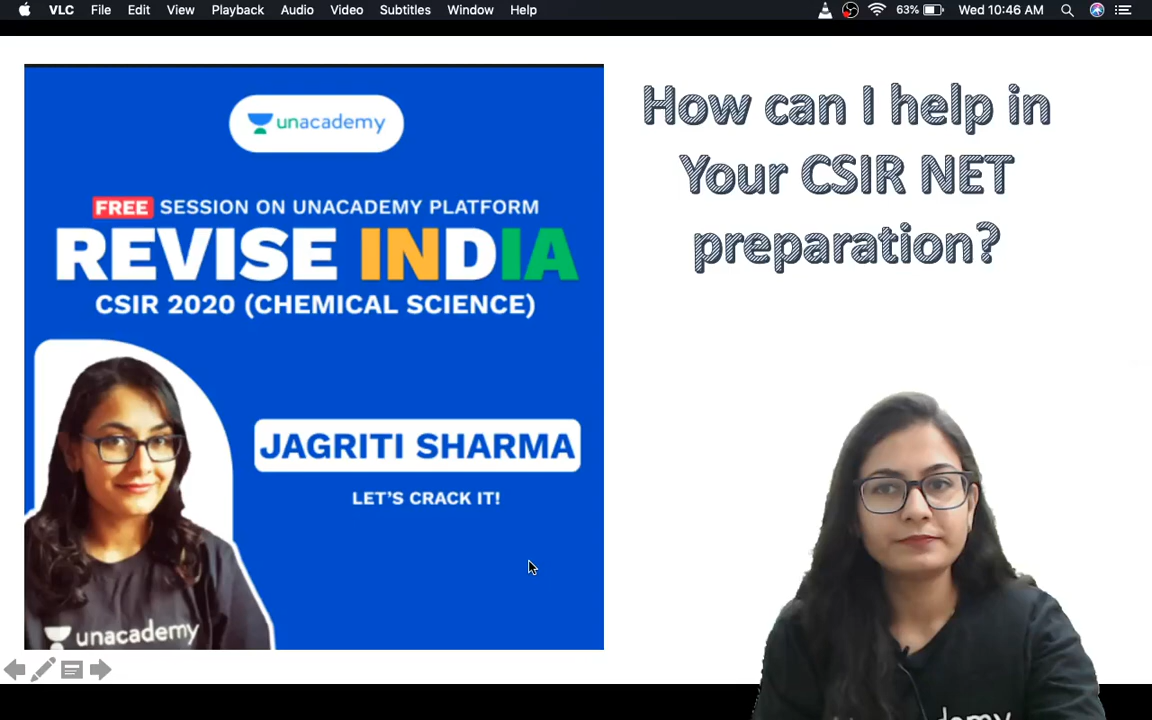 VLC File Edit View Playback Audio Video Subtitles Window Help 63% Wed 10:46 AM
unacademy
FREE SESSION ON UNACADEMY PLATFORM
REVISE INDIA
CSIR 2020 (CHEMICAL SCIENCE)
JAGRITI SHARMA
LET'S CRACK IT!
unacademy
How can I help in
Your CSIR NET
preparation?